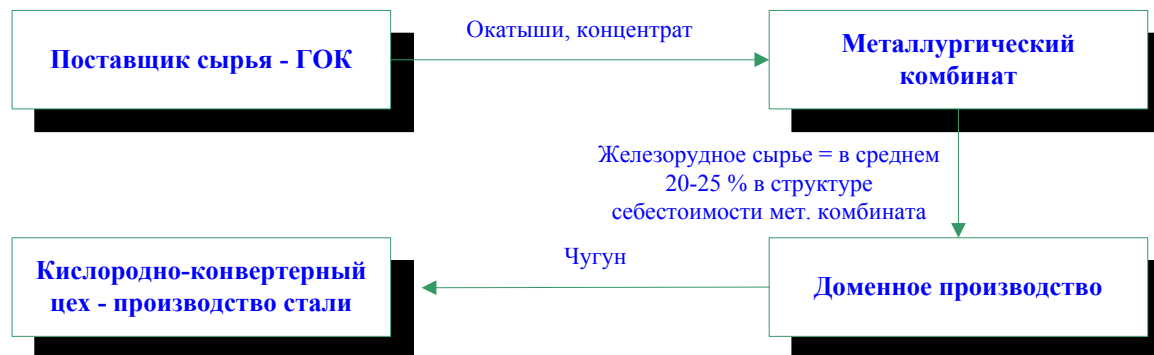 Поставщик сырья - ГОК
Окатыши, концентрат
Металлургический
комбинат
Железорудное сырье = в среднем
20-25 % в структуре
себестоимости мет. комбината
Доменное производство
Чугун
Кислородно-конвертерный
цех - производство стали